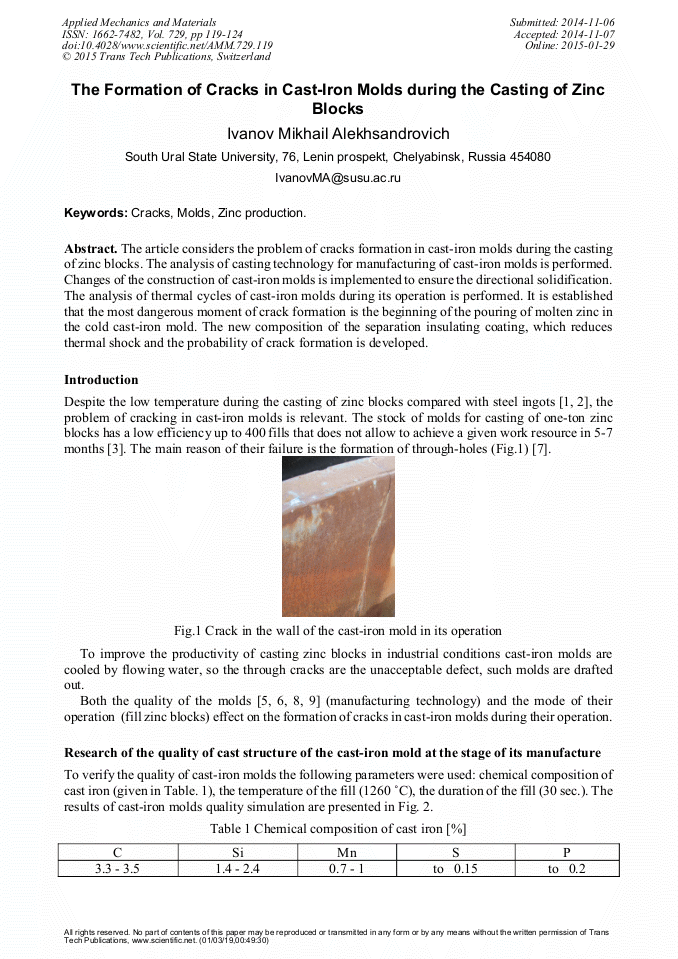 Applied Mechanics and Materials
ISSN: 1662-7482, Vol. 729, pp 119-124
doi:10.4028/www.scientific.net/AMM.729.119
© 2015 Trans Tech Publications, Switzerland
Submitted: 2014-11-06
Accepted: 2014-11-07
Online: 2015-01-29
The Formation of Cracks in Cast-Iron Molds during the Casting of Zinc
Blocks
Ivanov Mikhail Alekhsandrovich
South Ural State University, 76, Lenin prospekt, Chelyabinsk, Russia 454080
IvanovMA@susu.ac.ru
Keywords: Cracks, Molds, Zinc production.
Abstract. The article considers the problem of cracks formation in cast-iron molds during the casting
of zinc blocks. The analysis of casting technology for manufacturing of cast-iron molds is performed.
Changes of the construction of cast-iron molds is implemented to ensure the directional solidification.
The analysis of thermal cycles of cast-iron molds during its operation is performed. It is established
that the most dangerous moment of crack formation is the beginning of the pouring of molten zinc in
the cold cast-iron mold. The new composition of the separation insulating coating, which reduces
thermal shock and the probability of crack formation is developed.
Introduction
Despite the low temperature during the casting of zinc blocks compared with steel ingots [1, 2], the
problem of cracking in cast-iron molds is relevant. The stock of molds for casting of one-ton zinc
blocks has a low efficiency up to 400 fills that does not allow to achieve a given work resource in 5-7
months [3]. The main reason of their failure is the formation of through-holes (Fig.1) [7].
Fig.1 Crack in the wall of the cast-iron mold in its operation
To improve the productivity of casting zinc blocks in industrial conditions cast-iron molds are
cooled by flowing water, so the through cracks are the unacceptable defect, such molds are drafted
out.
Both the quality of the molds [5, 6, 8, 9] (manufacturing technology) and the mode of their
operation (fill zinc blocks) effect on the formation of cracks in cast-iron molds during their operation.
Research of the quality of cast structure of the cast-iron mold at the stage of its manufacture
To verify the quality of cast-iron molds the following parameters were used: chemical composition of
cast iron (given in Table. 1), the temperature of the fill (1260 ˚C), the duration of the fill (30 sec.). The
results of cast-iron molds quality simulation are presented in Fig. 2.
Table 1 Chemical composition of cast iron [%]
C Si Mn S P
3.3 - 3.5 1.4 - 2.4 0.7 - 1 to 0.15 to 0.2
All rights reserved. No part of contents of this paper may be reproduced or transmitted in any form or by any means without the written permission of Trans
Tech Publications, www.scientific.net. (01/03/19,00:49:30)